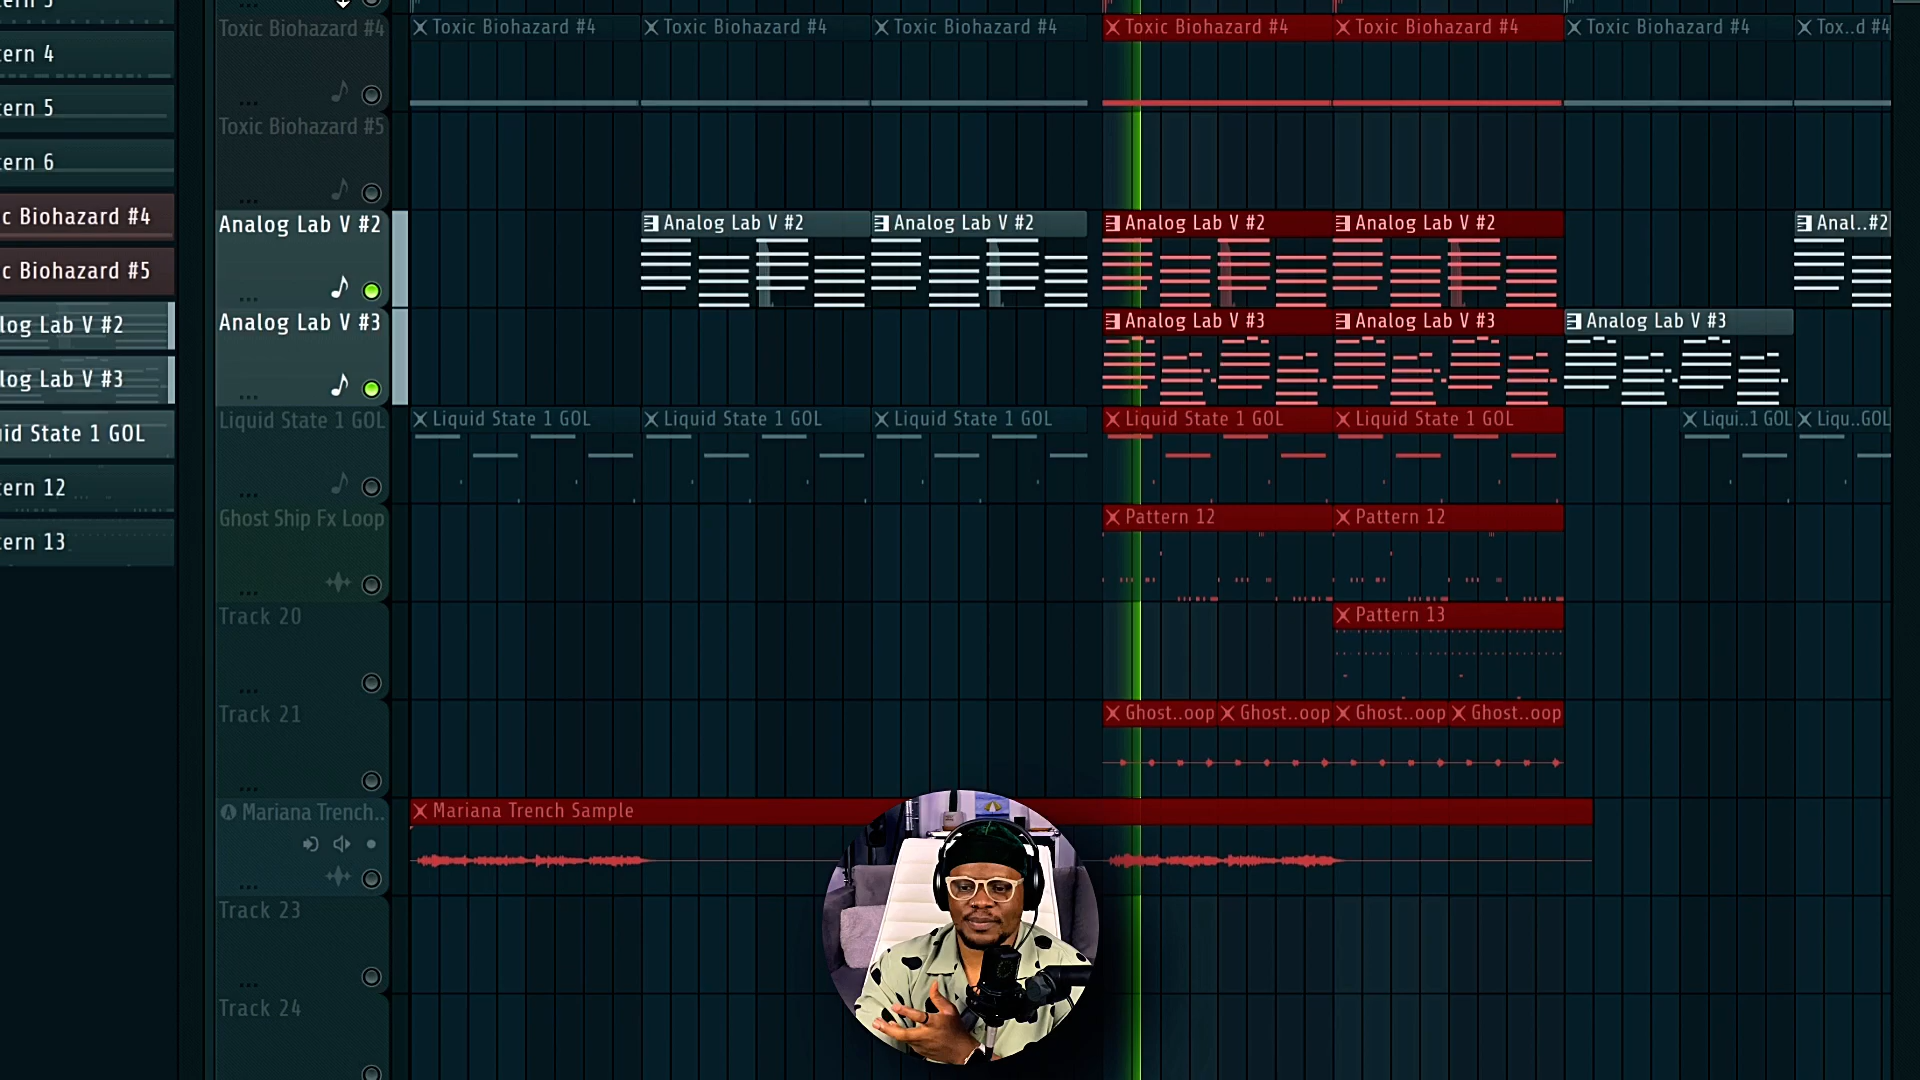 Toxic Biohazard #4
Toxic Biohazard #4
Toxic Biohazard #4
Toxic Biohazard #4
Toxic Biohazard #4
Toxic Biohazard #4
Toxic Biohazard #4
Tox..d #4
ern 4
ern 5
ern 6
c Biohazard #4
c Biohazard #5
log Lab V #2
log Lab V #3
id State 1 GOL
ern 12
ern 13
Toxic Biohazard #5
Analog Lab V #2
Analog Lab V #2
Analog Lab V #2
Analog Lab V #2
Analog Lab V #2
Anal..#2
Analog Lab V #3
Analog Lab V #3
Analog Lab V #3
Analog Lab V #3
Liquid State 1 GOL
Liquid State 1 GOL
Liquid State 1 GOL
Liquid State 1 GOL
Liquid State 1 GOL
Liquid State 1 GOL
Liqui..1 GOL
Liqu..GOL
Ghost Ship Fx Loop
Pattern 12
Pattern 12
Track 20
Pattern 13
Track 21
Ghost..oop
Ghost..oop
Ghost..oop
Ghost..oop
Mariana Trench..
Mariana Trench Sample
Track 23
Track 24